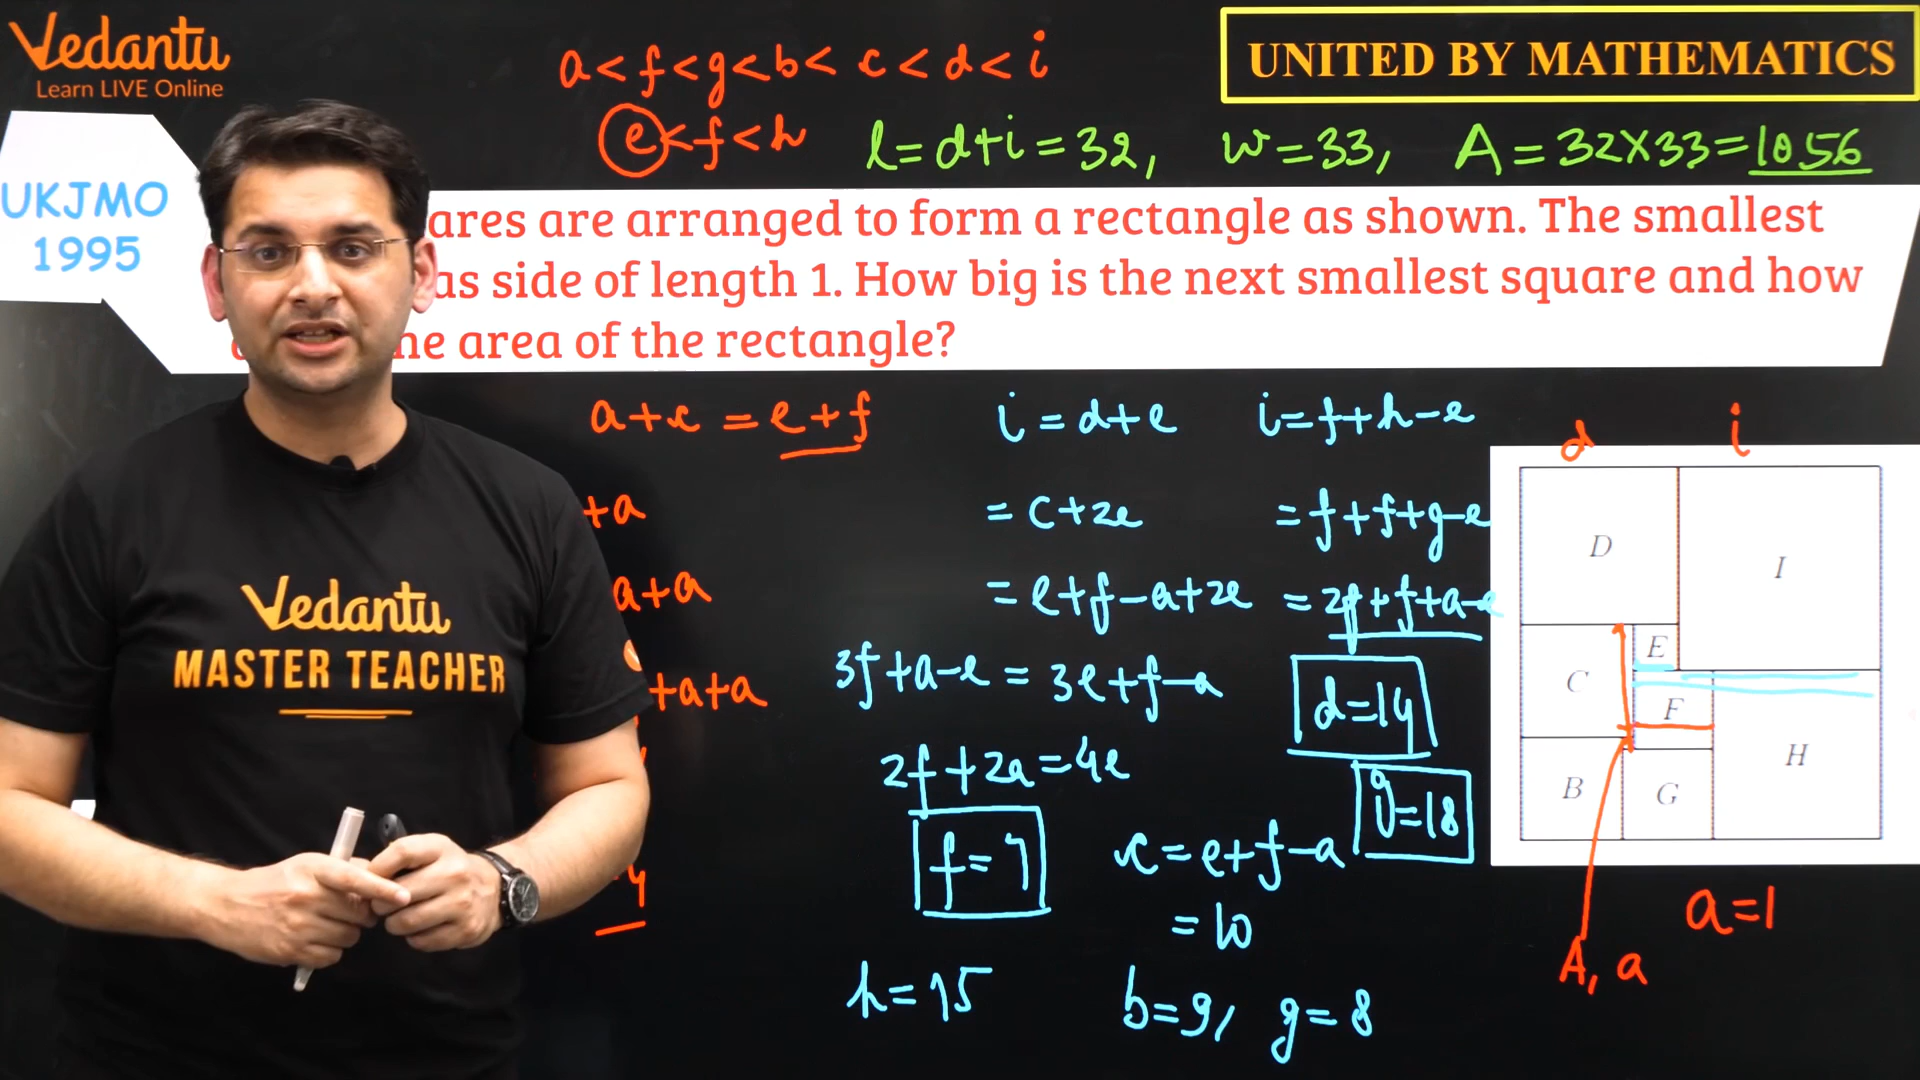 Vedantu
Learn LIVE Online
UNITED BY MATHEMATICS
a < f < g < b < c < d < i
e < f < h
l = d+i = 32, w = 33, A = 32×33 = 1056
UKJMO
1995
ares are arranged to form a rectangle as shown. The smallest
as side of length 1. How big is the next smallest square and how
he area of the rectangle?
a+c = e+f
+a
a+a
+a+a
4
i = d+e
= c+2e
= e+f-a+2e
i = f+h-e
= f+f+g-e
= 2f+f+a-e
3f+a-e = 3e+f-a
2f+2a = 4e
f = 7
d = 14
i = 18
c = e+f-a
= 10
h = 15
b = 9, g = 8
d i
D
I
E
C
F
H
B
G
A, a
a = 1
Vedantu
MASTER TEACHER